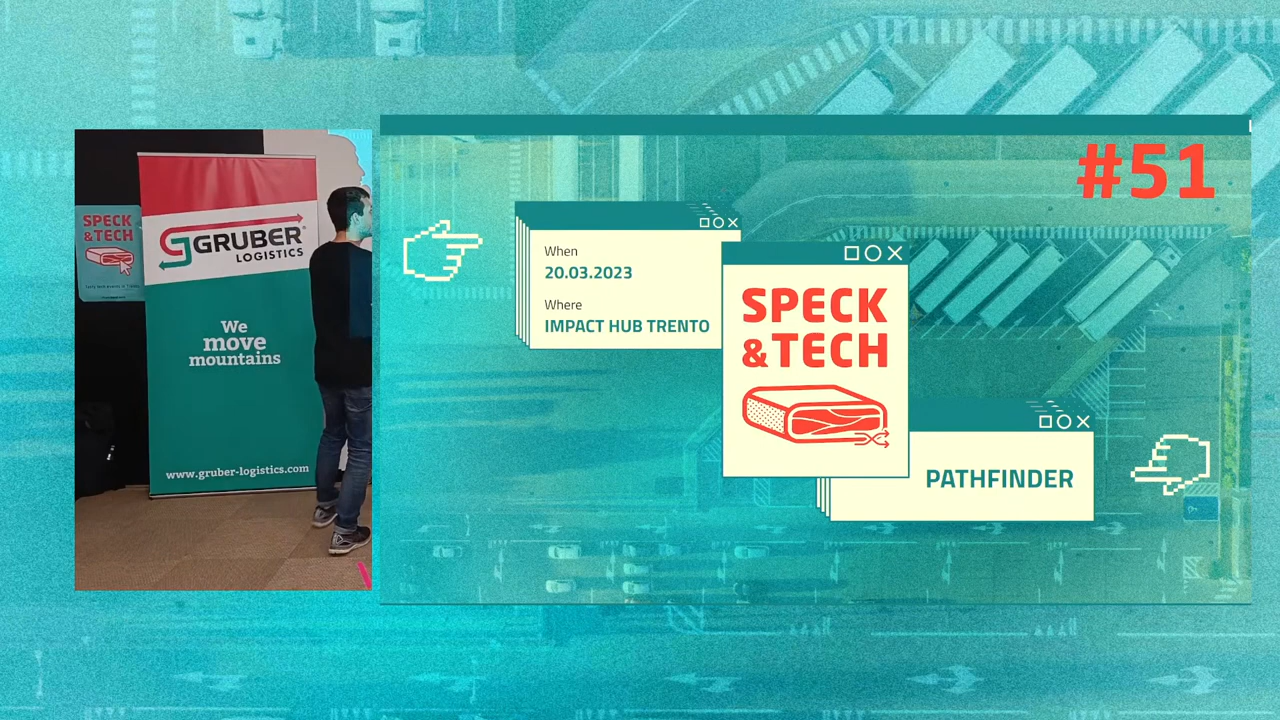 SPECK
&TECH
GRUBER®
LOGISTICS
We
move
mountains
www.gruber-logistics.com
#51
When
20.03.2023
Where
IMPACT HUB TRENTO
SPECK
&TECH
PATHFINDER